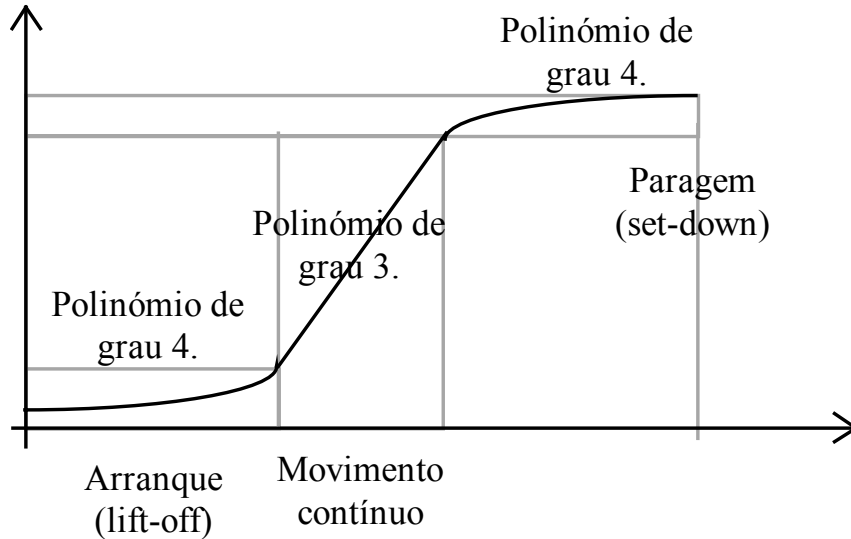 Polinómio de
grau 4.
Paragem
(set-down)
Polinómio de
grau 3.
Polinómio de
grau 4.
Arranque
(lift-off)
Movimento
contínuo